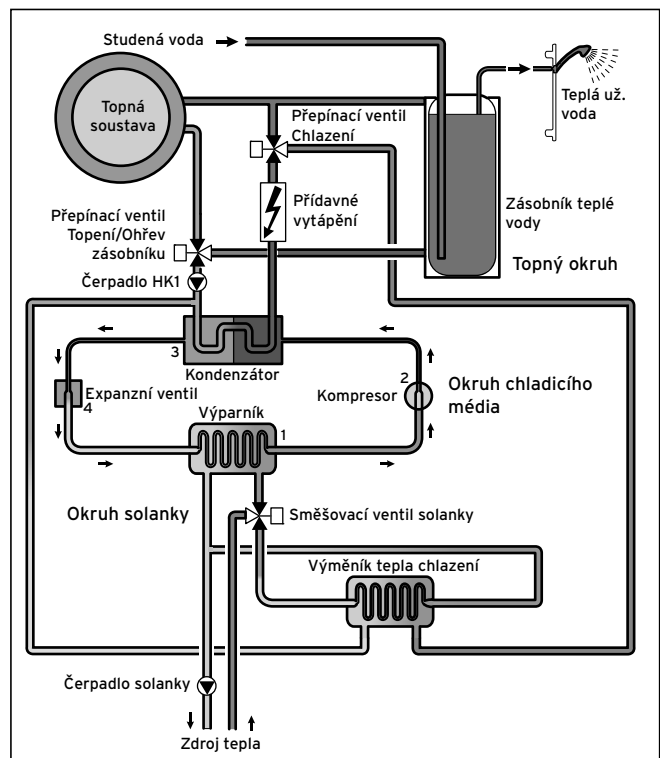 Studená voda
Topná
soustava
Přepínací ventil
Chlazení
Teplá už.
voda
Přídavné
vytápění
Zásobník teplé
vody
Přepínací ventil
Topení/Ohřev
zásobníku
Topný okruh
Čerpadlo HK1
3
Kondenzátor
2
Expanzní ventil
4
Kompresor
Okruh chladicího
média
Výparník
1
Okruh solanky
Směšovací ventil solanky
Výměník tepla chlazení
Čerpadlo solanky
Zdroj tepla